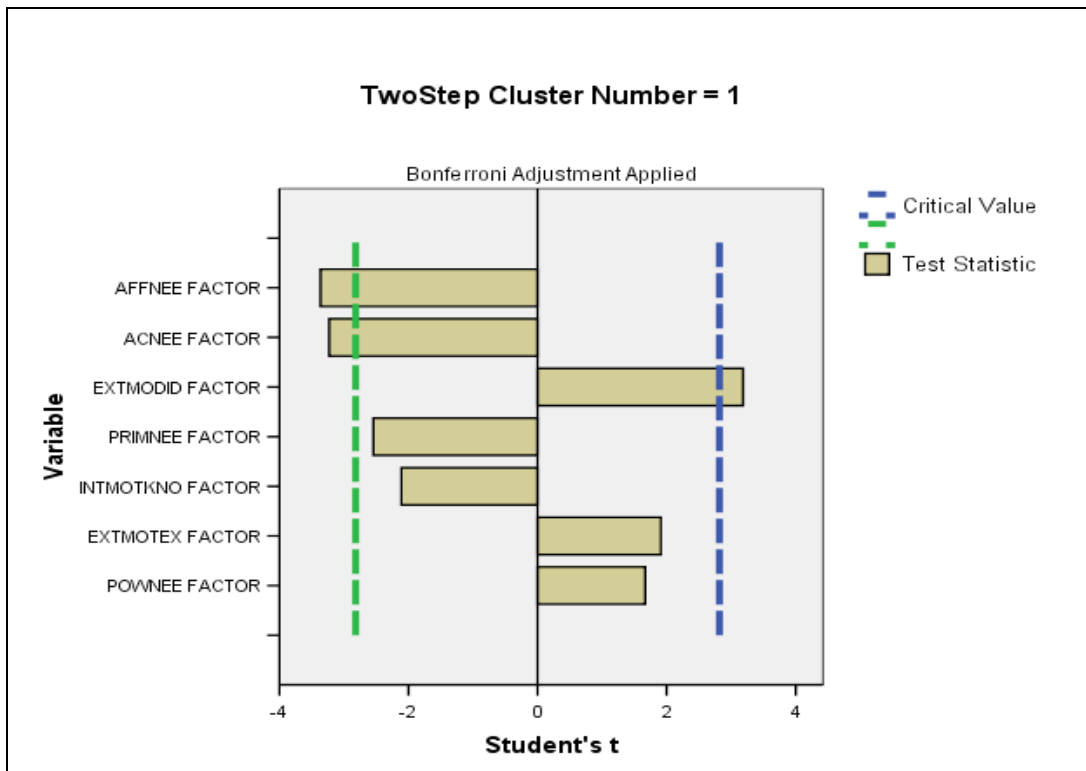 TwoStep Cluster Number = 1
Bonferroni Adjustment Applied
Critical Value
Test Statistic
Variable
AFFNEE FACTOR
ACNEE FACTOR
EXTMODID FACTOR
PRIMNEE FACTOR
INTMOTKNO FACTOR
EXTMOTEX FACTOR
POWNEE FACTOR
-4 -2 0 2 4
Student's t